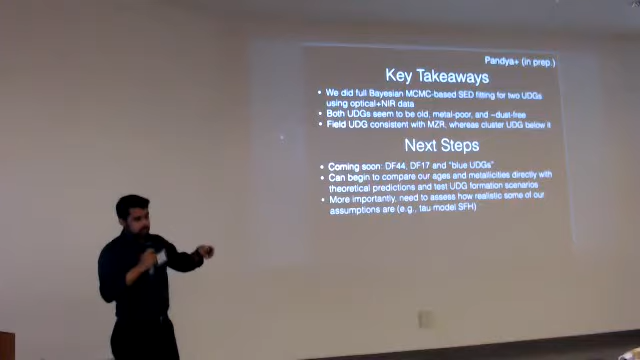 Pandya+ (in prep.)
Key Takeaways
• We did full Bayesian MCMC-based SED fitting for two UDGs
using optical+NIR data
• Both UDGs seem to be old, metal-poor, and ~dust-free
• Field UDG consistent with MZR, whereas cluster UDG below it
Next Steps
• Coming soon: DF44, DF17 and "blue UDGs"
• Can begin to compare our ages and metallicities directly with
theoretical predictions and test UDG formation scenarios
• More importantly, need to assess how realistic some of our
assumptions are (e.g., tau model SFH)